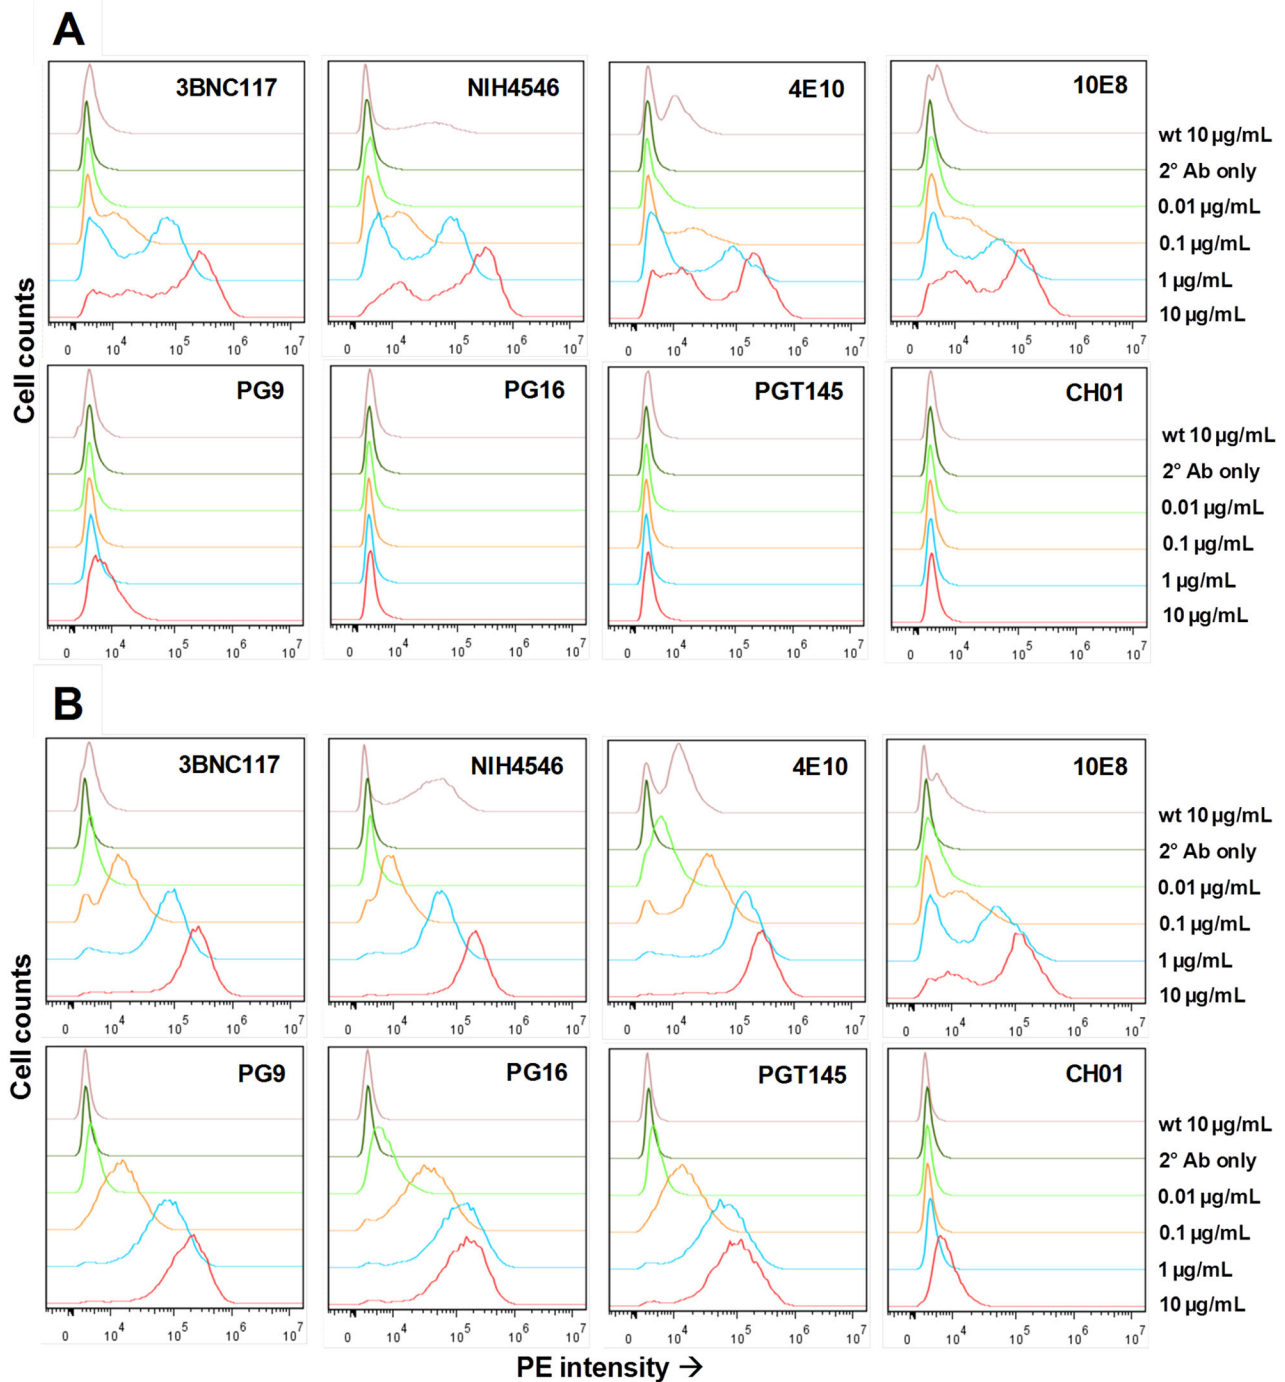 A
3BNC117
NIH4546
4E10
10E8
wt 10 µg/mL
2° Ab only
0.01 µg/mL
0.1 µg/mL
1 µg/mL
10 µg/mL
0 10^4 10^5 10^6 10^7
0 10^4 10^5 10^6 10^7
0 10^4 10^5 10^6 10^7
0 10^4 10^5 10^6 10^7
Cell counts
PG9
PG16
PGT145
CH01
wt 10 µg/mL
2° Ab only
0.01 µg/mL
0.1 µg/mL
1 µg/mL
10 µg/mL
0 10^4 10^5 10^6 10^7
0 10^4 10^5 10^6 10^7
0 10^4 10^5 10^6 10^7
0 10^4 10^5 10^6 10^7
B
3BNC117
NIH4546
4E10
10E8
wt 10 µg/mL
2° Ab only
0.01 µg/mL
0.1 µg/mL
1 µg/mL
10 µg/mL
0 10^4 10^5 10^6 10^7
0 10^4 10^5 10^6 10^7
0 10^4 10^5 10^6 10^7
0 10^4 10^5 10^6 10^7
Cell counts
PG9
PG16
PGT145
CH01
wt 10 µg/mL
2° Ab only
0.01 µg/mL
0.1 µg/mL
1 µg/mL
10 µg/mL
0 10^4 10^5 10^6 10^7
0 10^4 10^5 10^6 10^7
0 10^4 10^5 10^6 10^7
0 10^4 10^5 10^6 10^7
PE intensity →